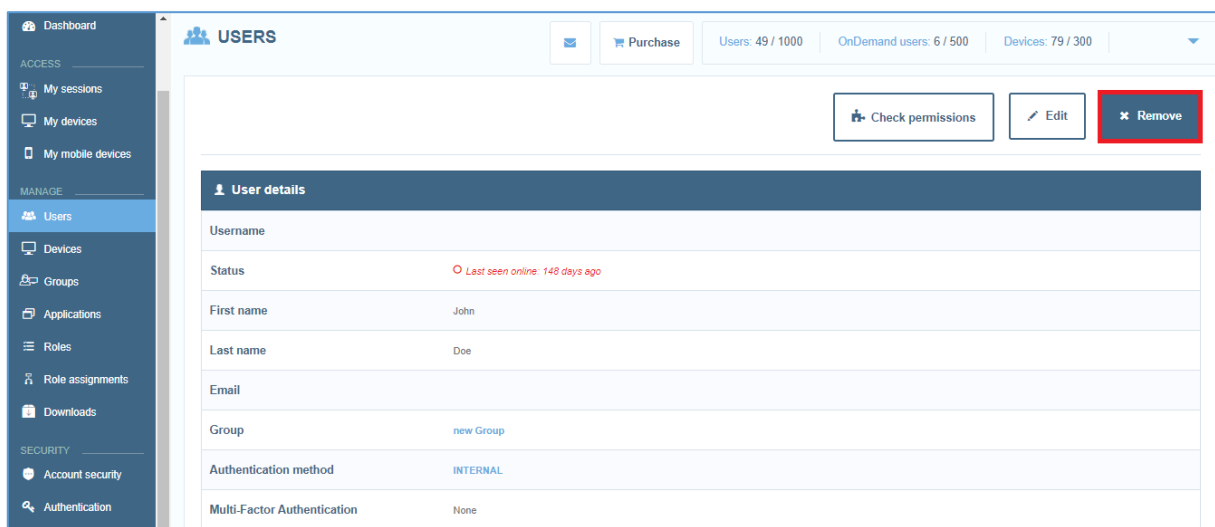 Dashboard
ACCESS
My sessions
My devices
My mobile devices
MANAGE
Users
Devices
Groups
Applications
Roles
Role assignments
Downloads
SECURITY
Account security
Authentication
USERS
Purchase
Users: 49 / 1000
OnDemand users: 6 / 500
Devices: 79 / 300
Check permissions
Edit
Remove
User details
Username
Status Last seen online: 148 days ago
First name John
Last name Doe
Email
Group new Group
Authentication method INTERNAL
Multi-Factor Authentication None